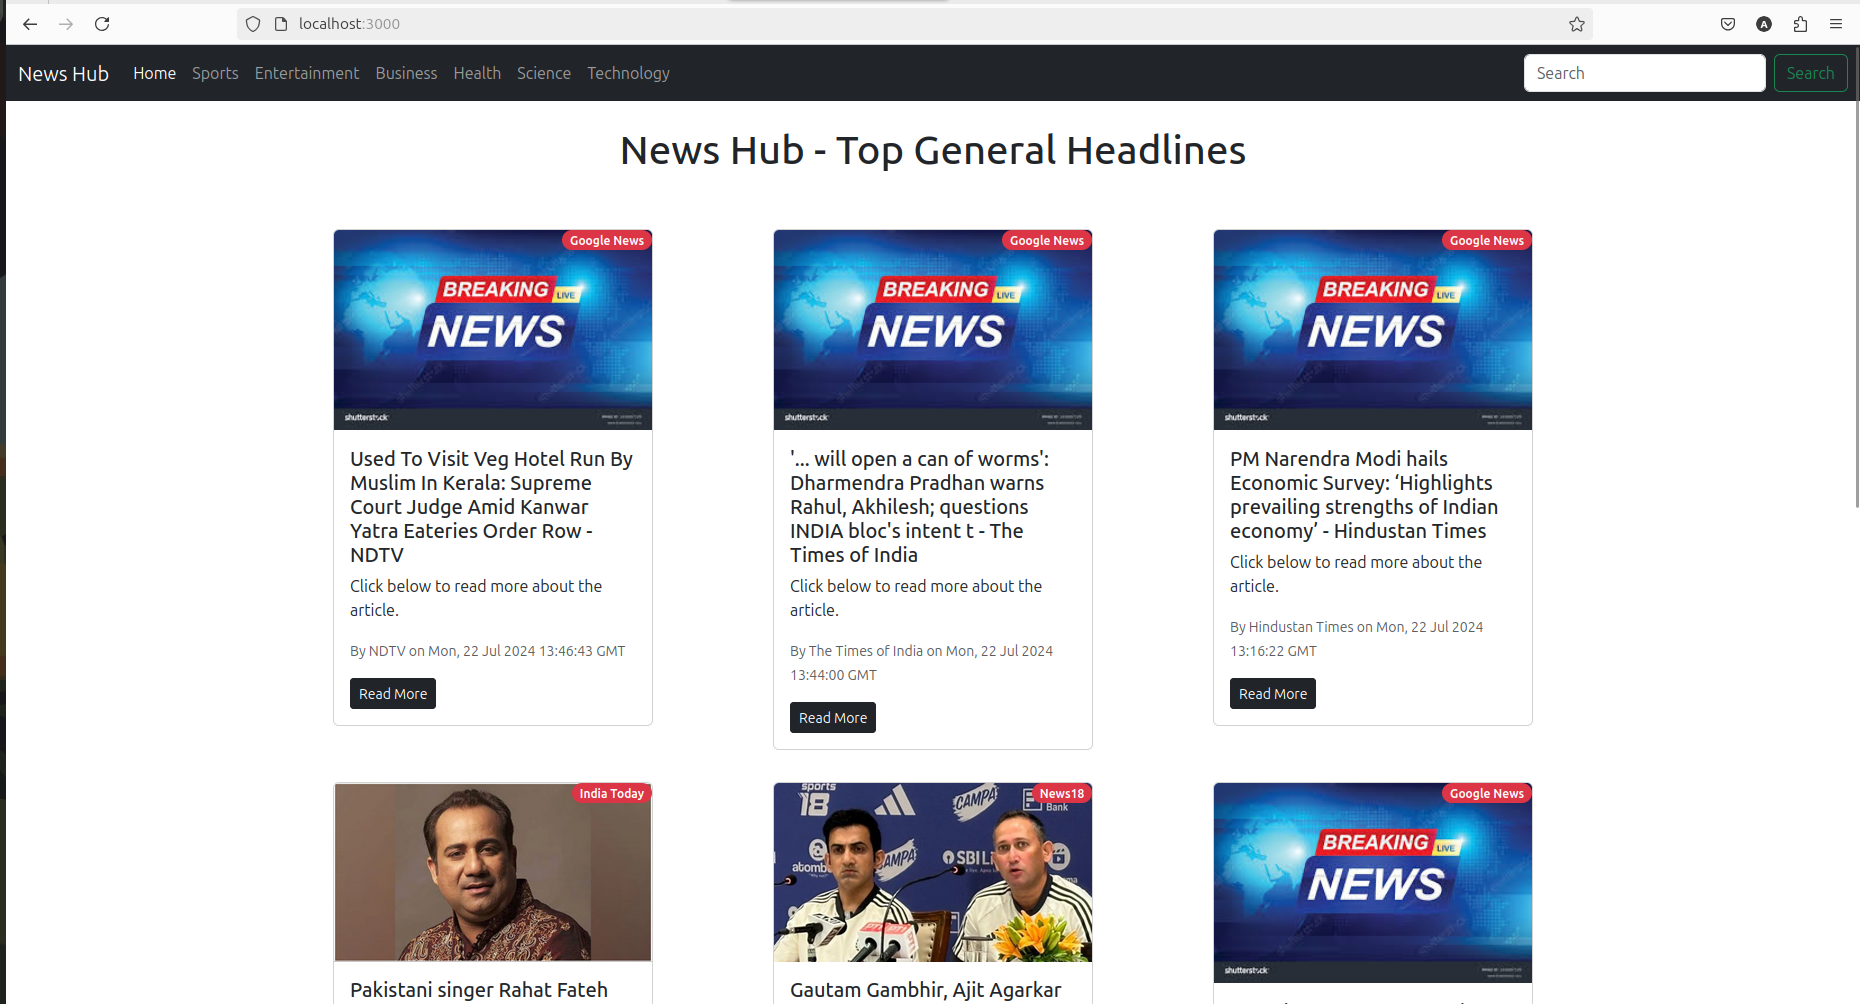 localhost:3000
News Hub Home Sports Entertainment Business Health Science Technology Search Search
News Hub - Top General Headlines
Google News
BREAKING
LIVE
NEWS
shutterstock
Used To Visit Veg Hotel Run By
Muslim In Kerala: Supreme
Court Judge Amid Kanwar
Yatra Eateries Order Row -
NDTV
Click below to read more about the
article.
By NDTV on Mon, 22 Jul 2024 13:46:43 GMT
Read More
Google News
BREAKING
LIVE
NEWS
shutterstock
'... will open a can of worms':
Dharmendra Pradhan warns
Rahul, Akhilesh; questions
INDIA bloc's intent t - The
Times of India
Click below to read more about the
article.
By The Times of India on Mon, 22 Jul 2024
13:44:00 GMT
Read More
Google News
BREAKING
LIVE
NEWS
shutterstock
PM Narendra Modi hails
Economic Survey: ‘Highlights
prevailing strengths of Indian
economy’ - Hindustan Times
Click below to read more about the
article.
By Hindustan Times on Mon, 22 Jul 2024
13:16:22 GMT
Read More
India Today
Pakistani singer Rahat Fateh
News18
sports
18
CAMPA
Bank
atomb
CAMPA
SBI
Gautam Gambhir, Ajit Agarkar
Google News
BREAKING
LIVE
NEWS
shutterstock